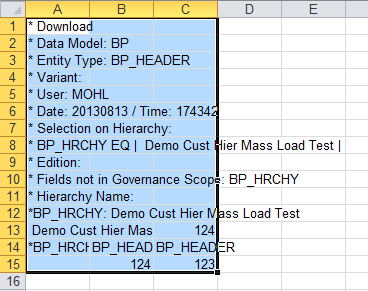 A B C D E
1 * Download
2 * Data Model: BP
3 * Entity Type: BP_HEADER
4 * Variant:
5 * User: MOHL
6 * Date: 20130813 / Time: 174342
7 * Selection on Hierarchy:
8 * BP_HRCHY EQ | Demo Cust Hier Mass Load Test |
9 * Edition:
10 * Fields not in Governance Scope: BP_HRCHY
11 * Hierarchy Name:
12 *BP_HRCHY: Demo Cust Hier Mass Load Test
13 Demo Cust Hier Mas 124
14 *BP_HRCH BP_HEAD BP_HEADER
15 124 123
16